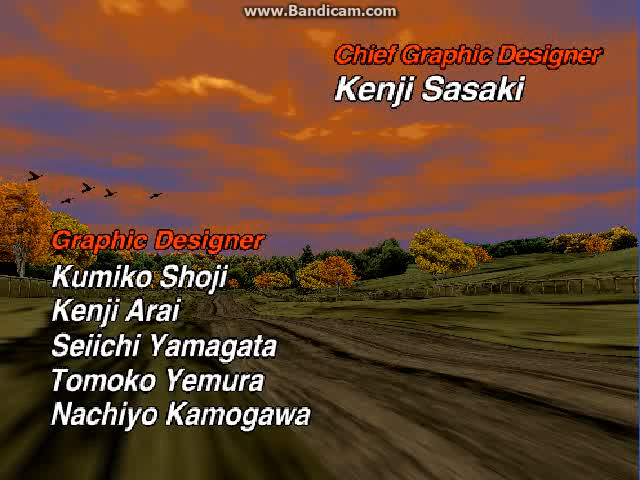 www.Bandicam.com
Chief Graphic Designer
Kenji Sasaki
Graphic Designer
Kumiko Shoji
Kenji Arai
Seiichi Yamagata
Tomoko Yemura
Nachiyo Kamogawa